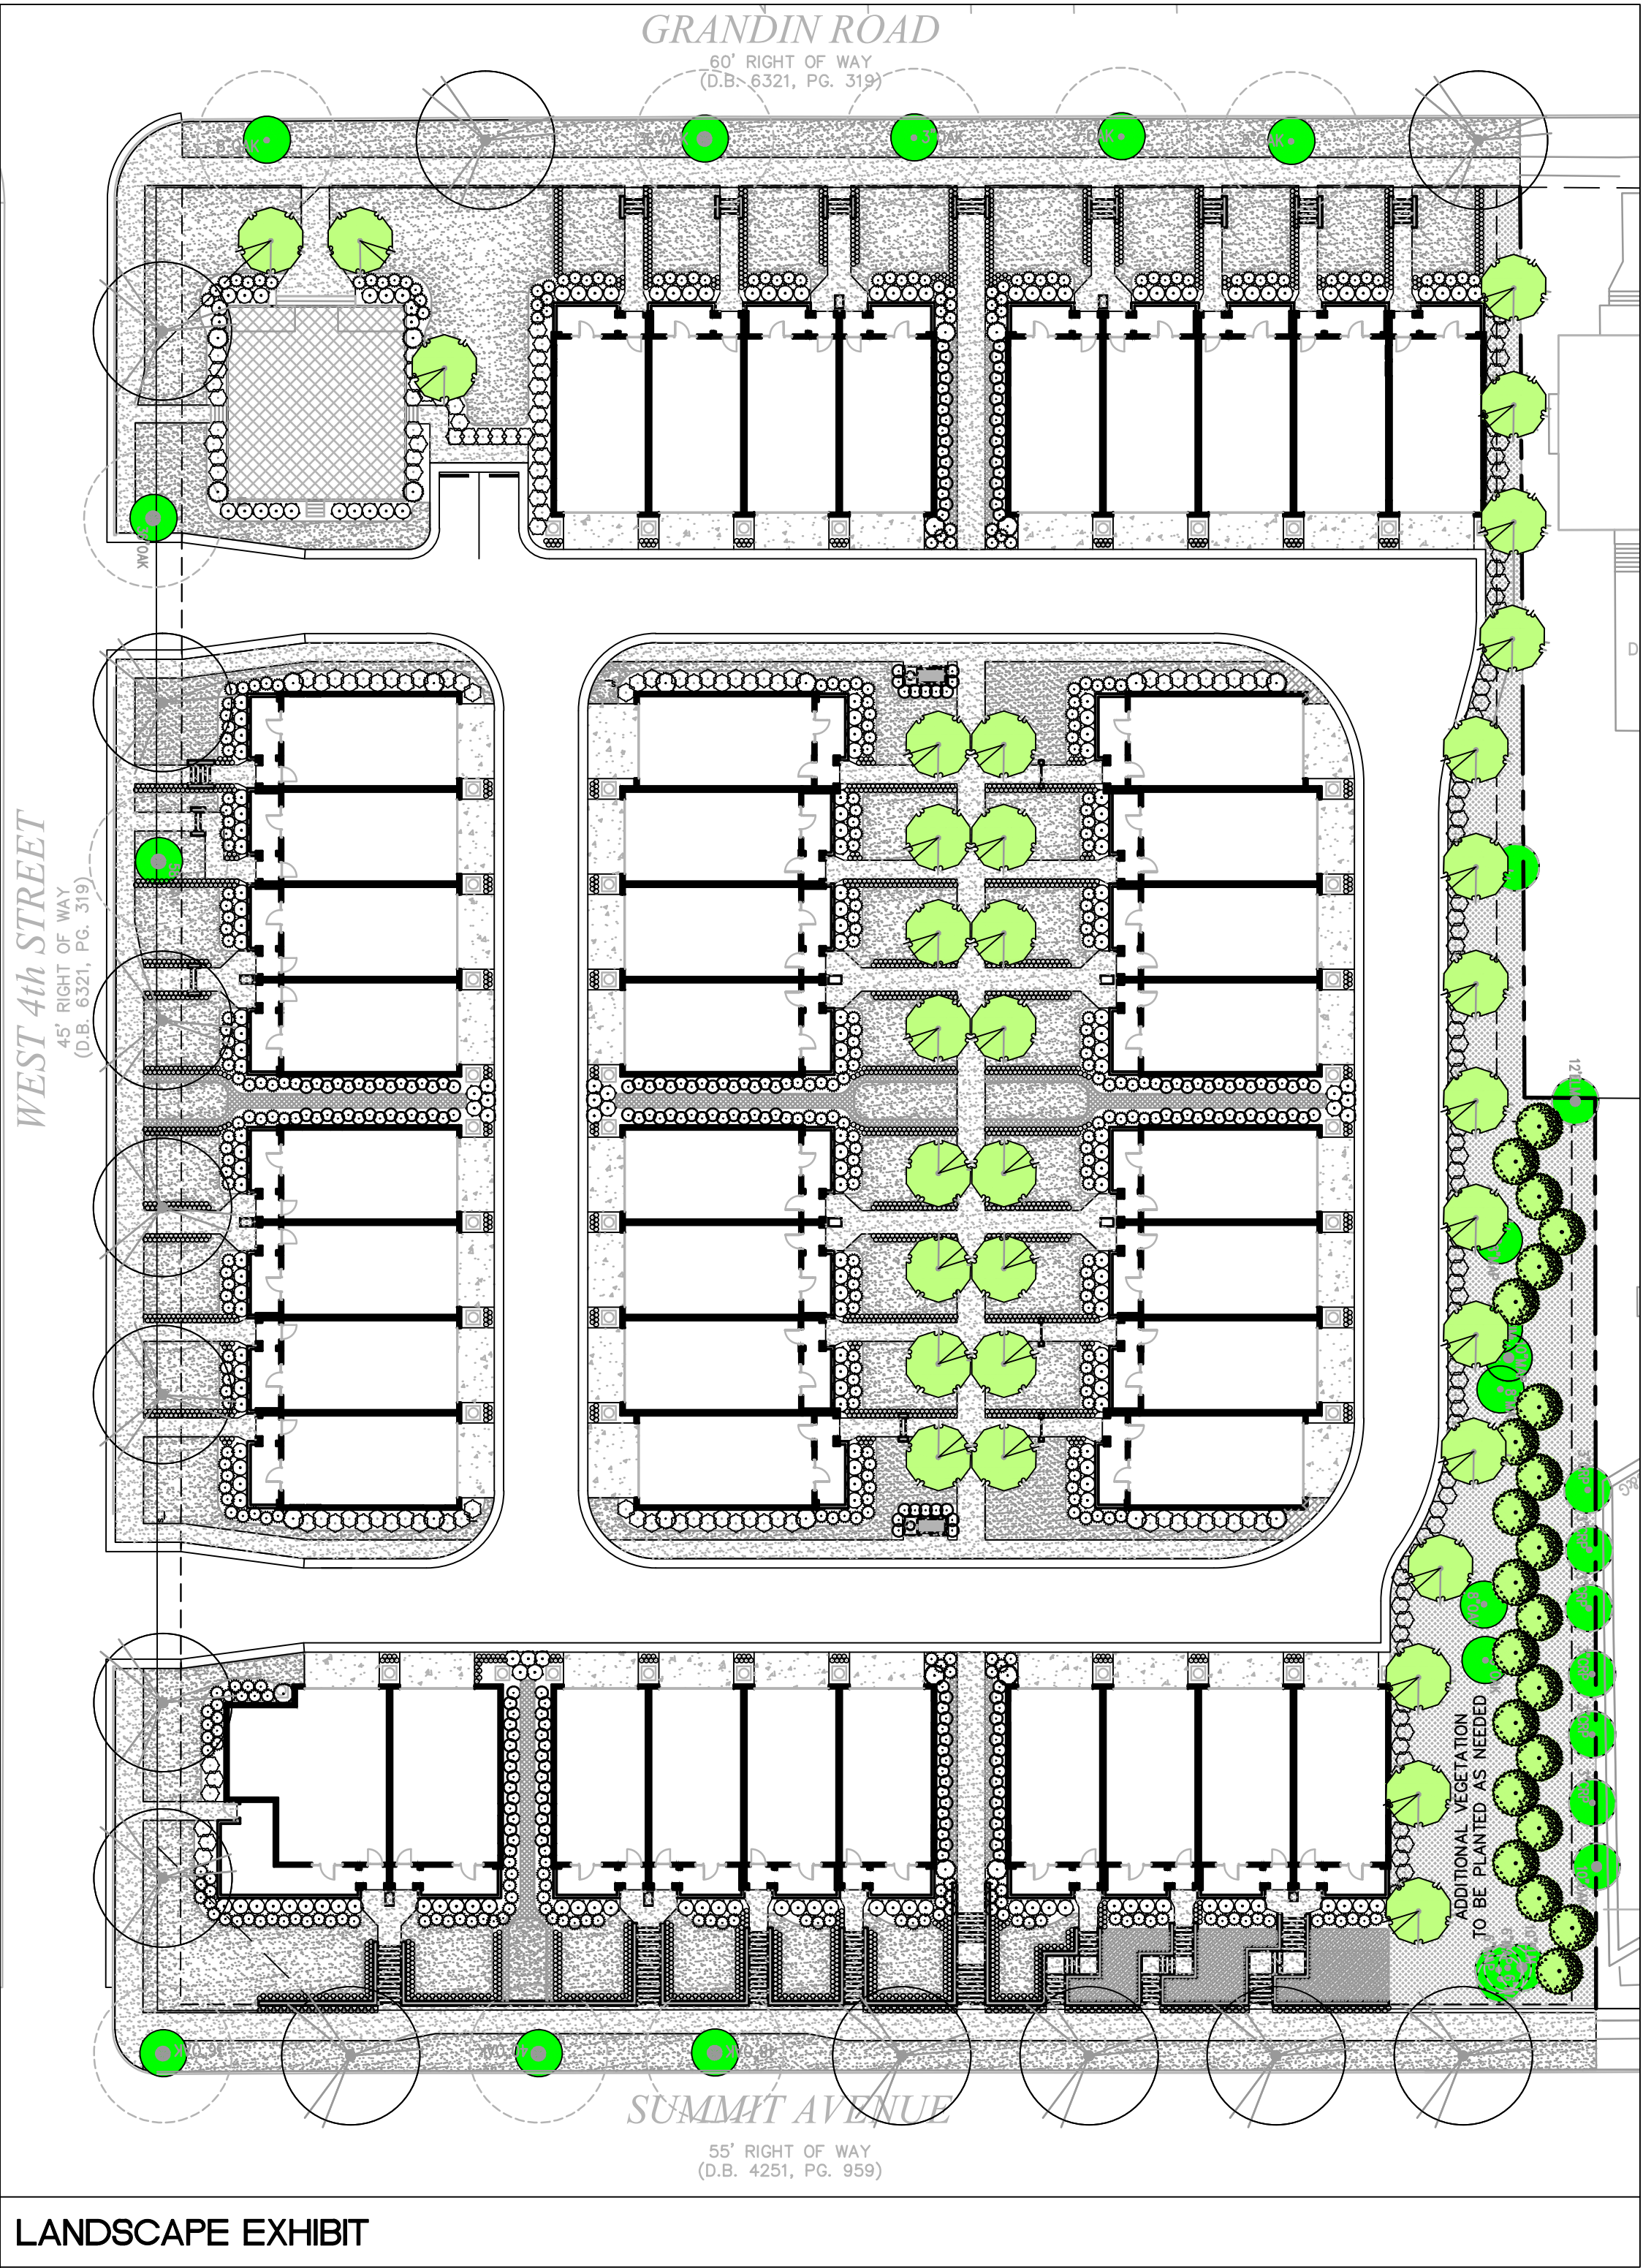 GRANDIN ROAD
60' RIGHT OF WAY
(D.B. 6321, PG. 319)
WEST 4th STREET
45' RIGHT OF WAY
(D.B. 6321, PG. 319)
ADDITIONAL VEGETATION
TO BE PLANTED AS NEEDED
SUMMIT AVENUE
55' RIGHT OF WAY
(D.B. 4251, PG. 959)
LANDSCAPE EXHIBIT